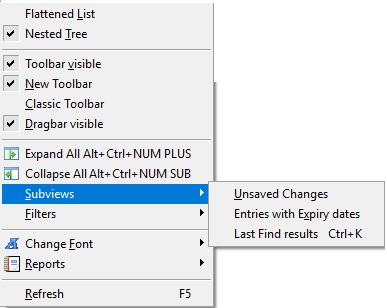 Flattened List
Nested Tree
Toolbar visible
New Toolbar
Classic Toolbar
Dragbar visible
Expand All Alt+Ctrl+NUM PLUS
Collapse All Alt+Ctrl+NUM SUB
Subviews
Filters
Change Font
Reports
Refresh F5
Unsaved Changes
Entries with Expiry dates
Last Find results Ctrl+K